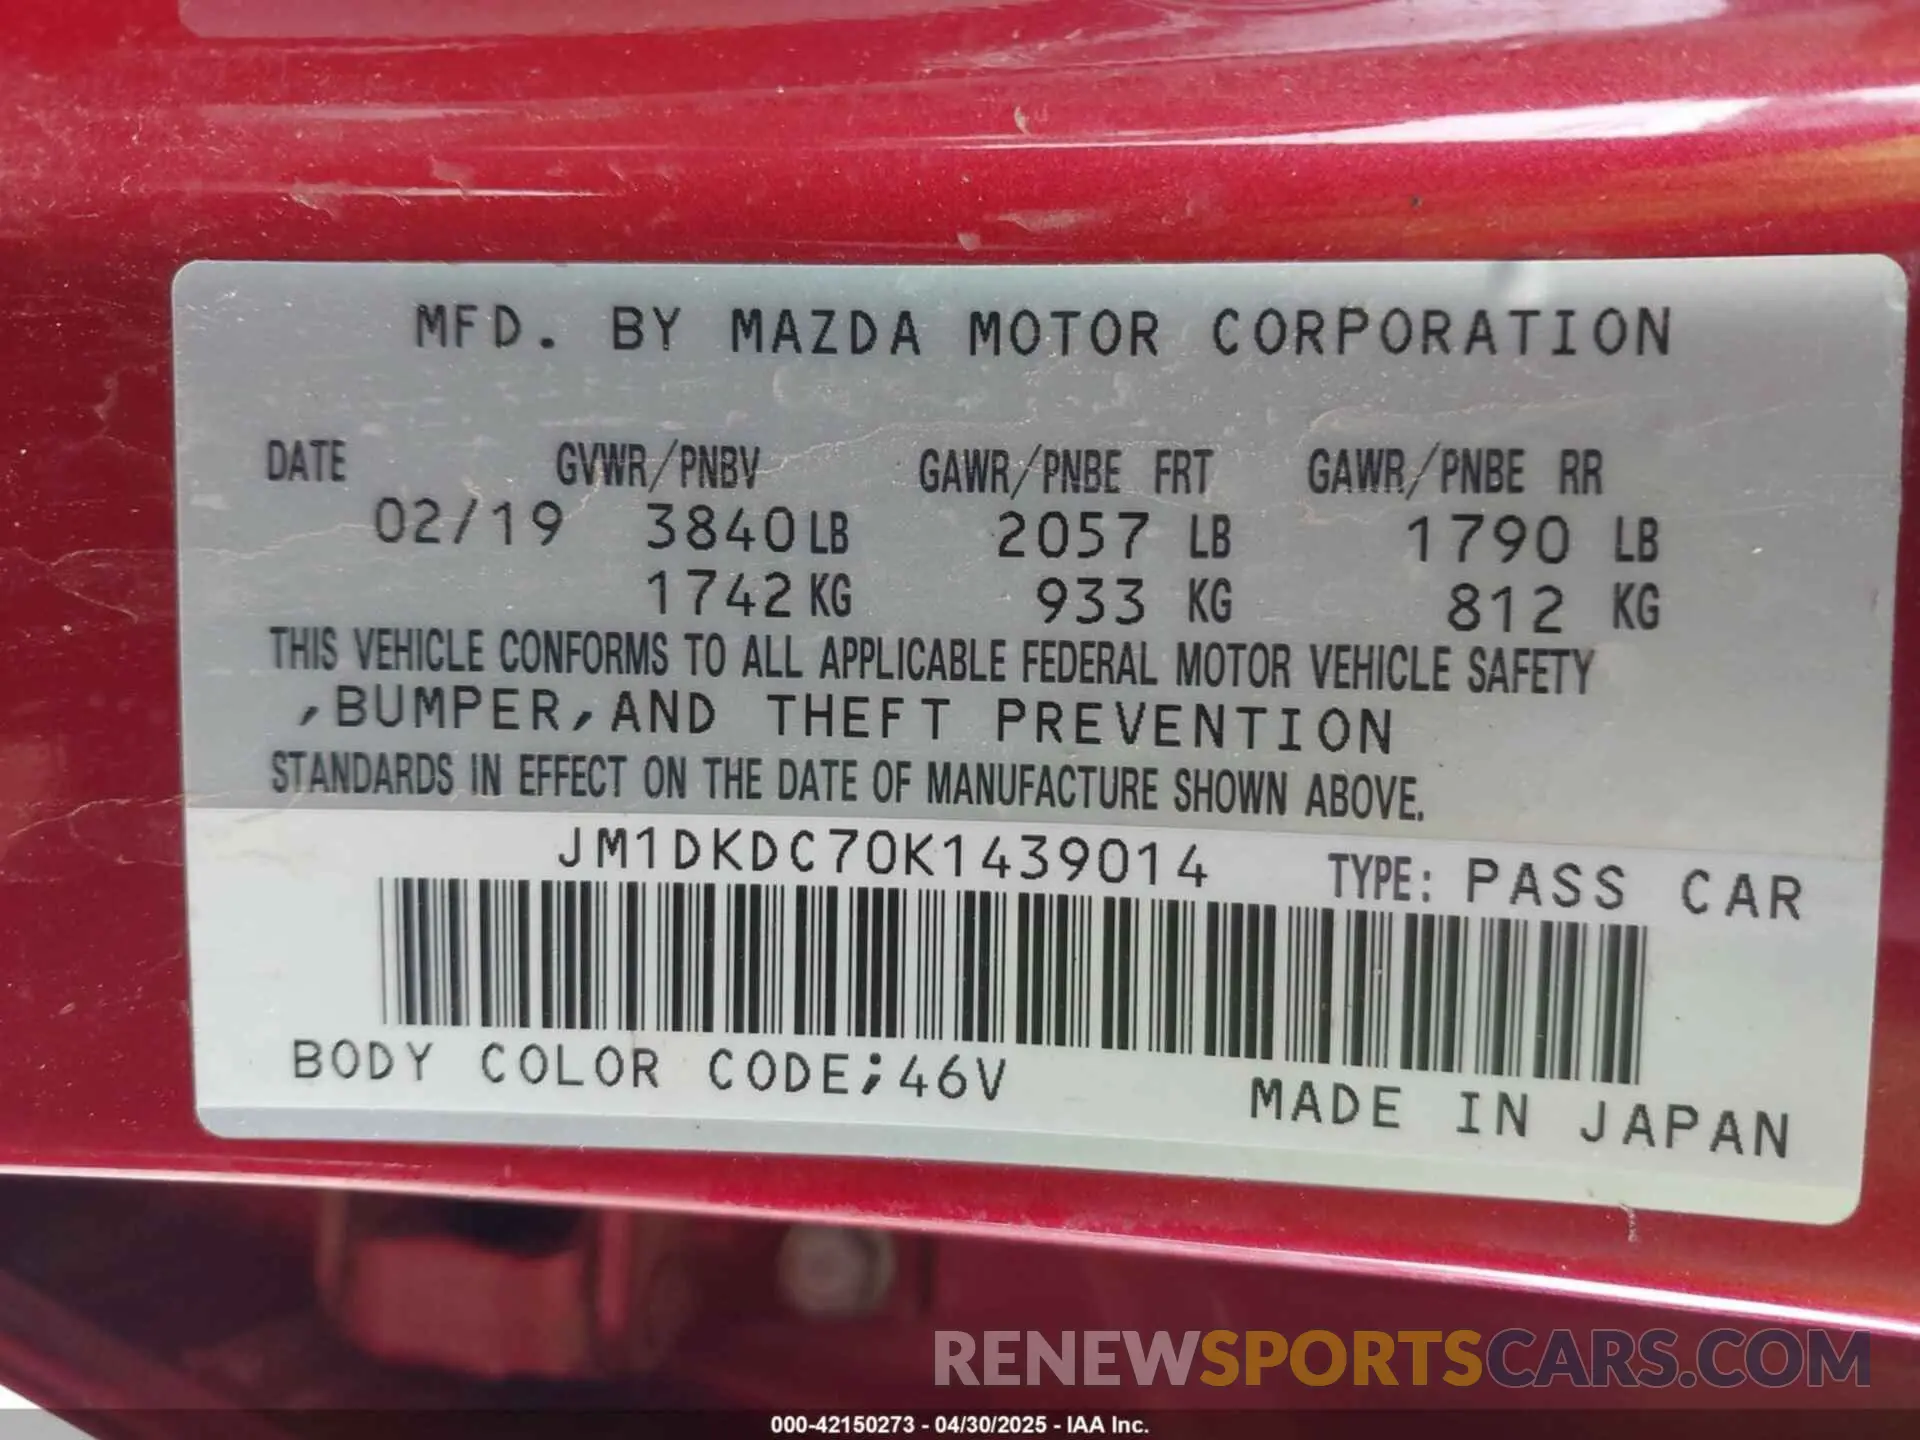 MFD. BY MAZDA MOTOR CORPORATION
DATE GVWR/PNBV GAWR/PNBE FRT GAWR/PNBE RR
02/19 3840 LB 2057 LB 1790 LB
1742 KG 933 KG 812 KG
THIS VEHICLE CONFORMS TO ALL APPLICABLE FEDERAL MOTOR VEHICLE SAFETY
,BUMPER,AND THEFT PREVENTION
STANDARDS IN EFFECT ON THE DATE OF MANUFACTURE SHOWN ABOVE.
JM1DKDC70K1439014 TYPE: PASS CAR
BODY COLOR CODE;46V
MADE IN JAPAN
RENEWSPORTSCARS.COM
000-42150273 - 04/30/2025 - IAA Inc.